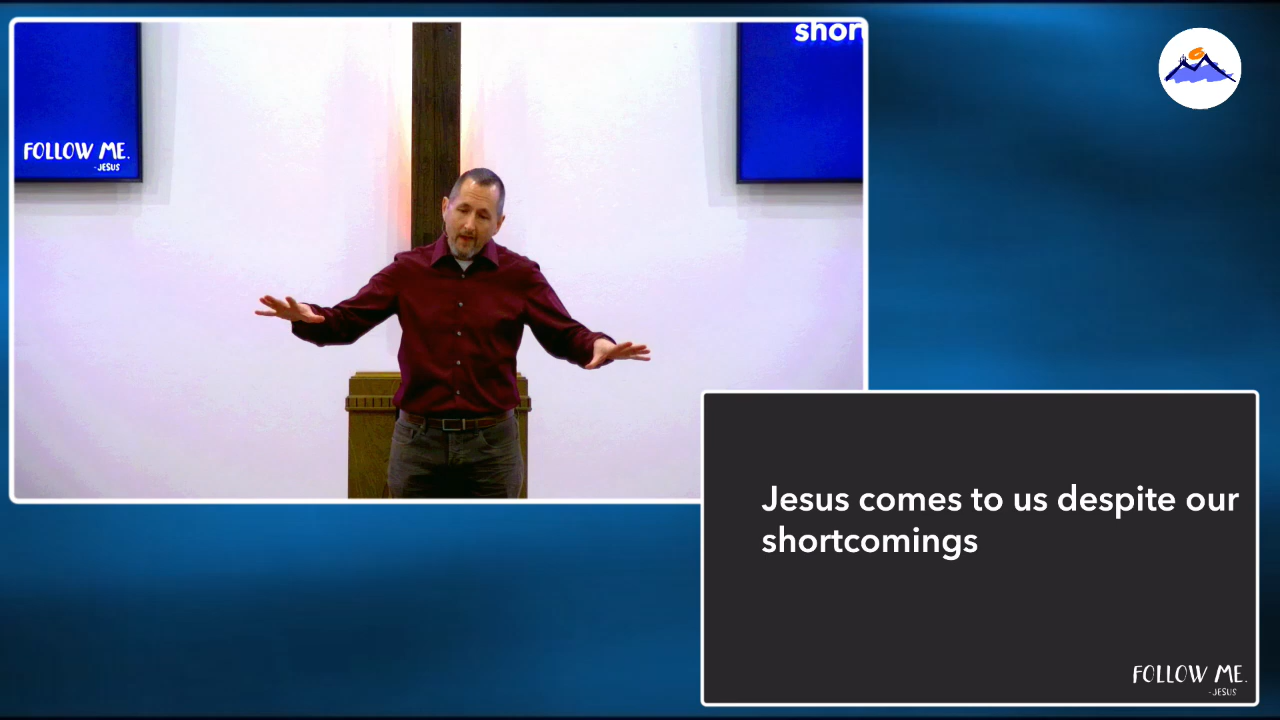 shor
FOLLOW ME.
-JESUS
Jesus comes to us despite our
shortcomings
FOLLOW ME.
-JESUS